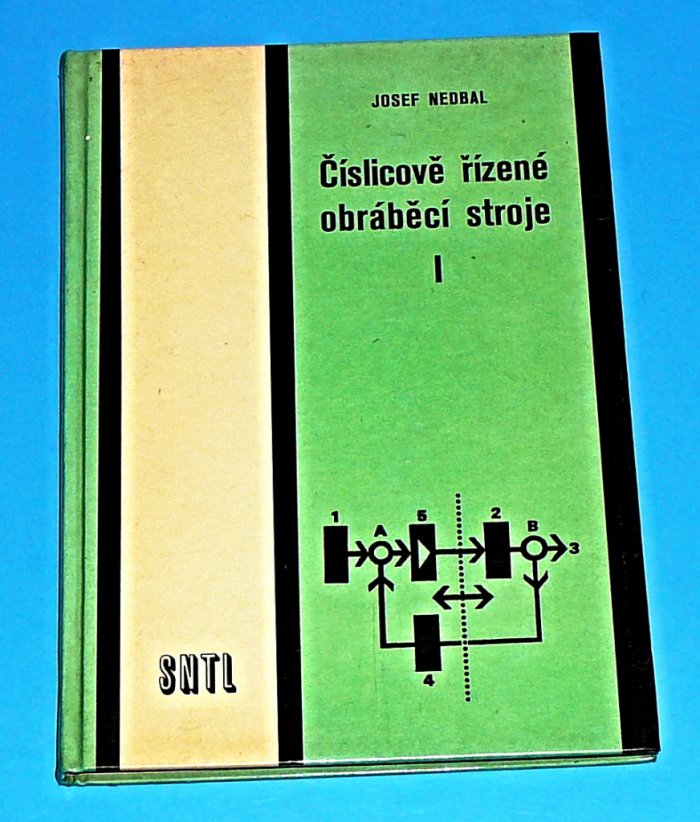 JOSEF NEDBAL
Číslicově řízené
obráběcí stroje
I
1 A 5 2 B 3
4
SNTL